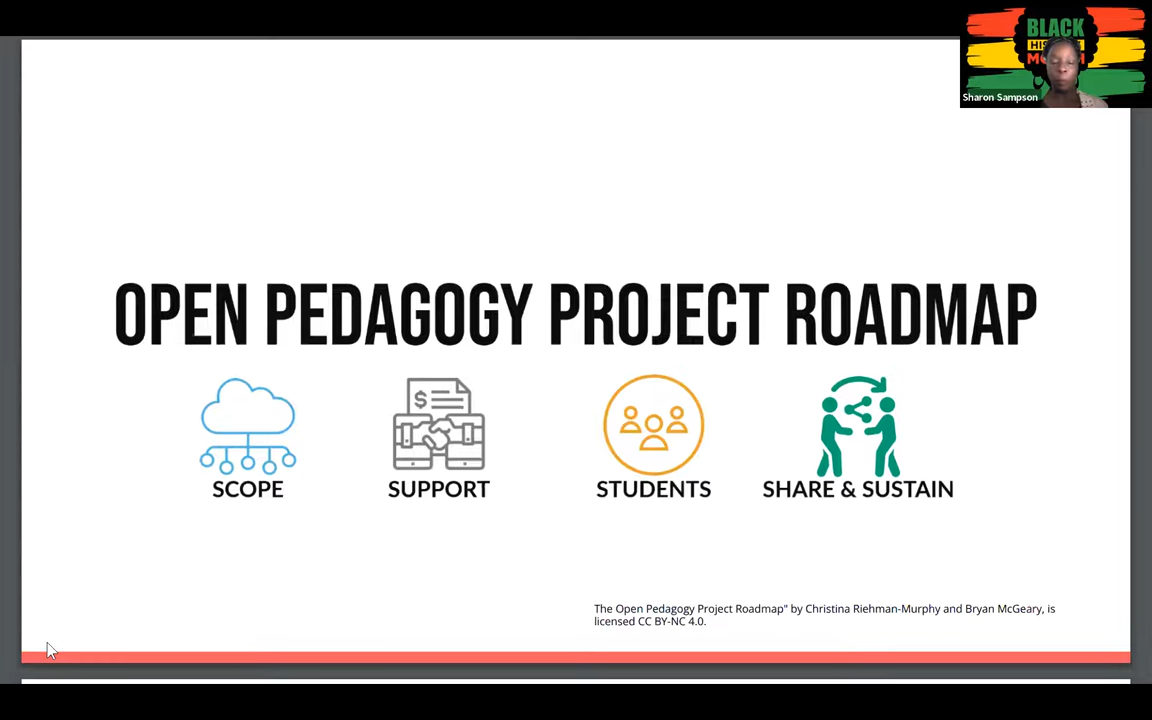 BLACK
Sharon Sampson
OPEN PEDAGOGY PROJECT ROADMAP
SCOPE
SUPPORT
STUDENTS
SHARE & SUSTAIN
The Open Pedagogy Project Roadmap" by Christina Riehman-Murphy and Bryan McGeary, is
licensed CC BY-NC 4.0.